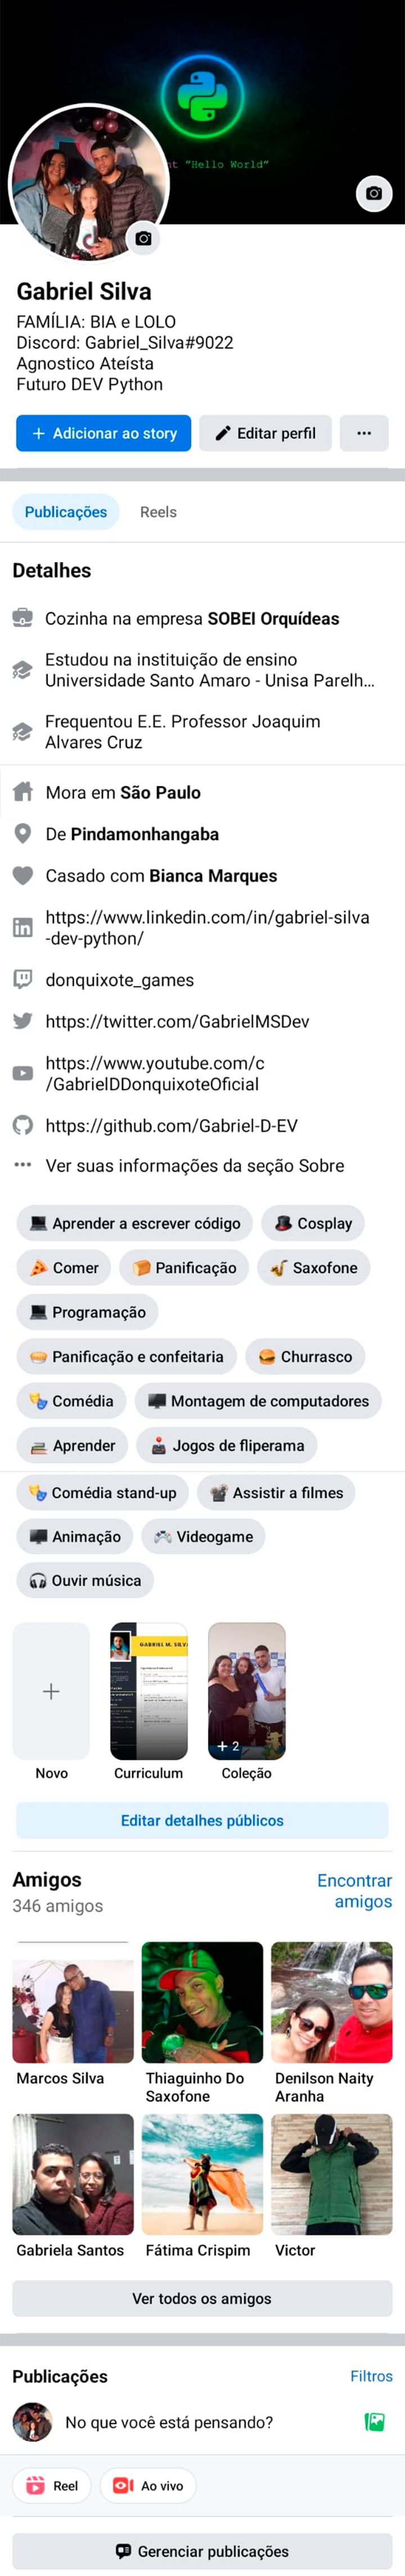 nt "Hello World"
Gabriel Silva
FAMÍLIA: BIA e LOLO
Discord: Gabriel_Silva#9022
Agnostico Ateísta
Futuro DEV Python
Adicionar ao story
Editar perfil
Publicações
Reels
Detalhes
Cozinha na empresa SOBEI Orquídeas
Estudou na instituição de ensino
Universidade Santo Amaro - Unisa Parelh...
Frequentou E.E. Professor Joaquim
Alvares Cruz
Mora em São Paulo
De Pindamonhangaba
Casado com Bianca Marques
https://www.linkedin.com/in/gabriel-silva
-dev-python/
donquixote_games
https://twitter.com/GabrielMSDev
https://www.youtube.com/c
/GabrielDDonquixoteOficial
https://github.com/Gabriel-D-EV
Ver suas informações da seção Sobre
Aprender a escrever código
Cosplay
Comer
Panificação
Saxofone
Programação
Panificação e confeitaria
Churrasco
Comédia
Montagem de computadores
Aprender
Jogos de fliperama
Comédia stand-up
Assistir a filmes
Animação
Videogame
Ouvir música
GABRIEL M. SILV
+ 2
Novo
Curriculum
Coleção
Editar detalhes públicos
Amigos
346 amigos
Encontrar
amigos
Marcos Silva
Thiaguinho Do
Saxofone
Denilson Naity
Aranha
Gabriela Santos
Fátima Crispim
Victor
Ver todos os amigos
Publicações
Filtros
No que você está pensando?
Reel
Ao vivo
Gerenciar publicações